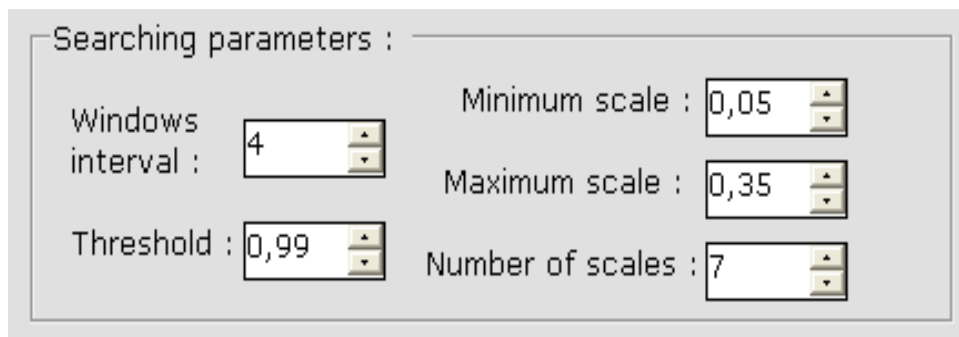 Searching parameters :
Windows
interval :
4
Threshold :
0,99
Minimum scale :
0,05
Maximum scale :
0,35
Number of scales :
7